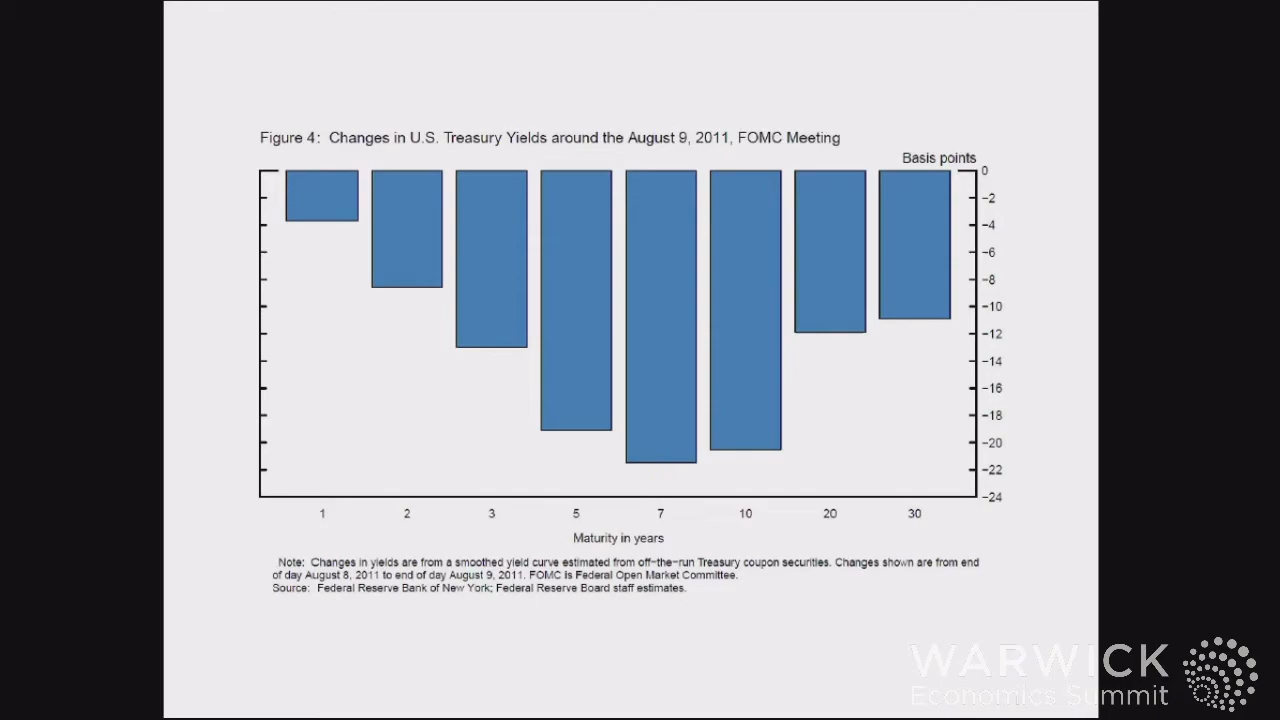 Figure 4: Changes in U.S. Treasury Yields around the August 9, 2011, FOMC Meeting
Basis points
0
−2
−4
−6
−8
−10
−12
−14
−16
−18
−20
−22
−24
1 2 3 5 7 10 20 30
Maturity in years
Note: Changes in yields are from a smoothed yield curve estimated from off−the−run Treasury coupon securities. Changes shown are from end
of day August 8, 2011 to end of day August 9, 2011. FOMC is Federal Open Market Committee.
Source: Federal Reserve Bank of New York; Federal Reserve Board staff estimates.
WARWICK
Economics Summit